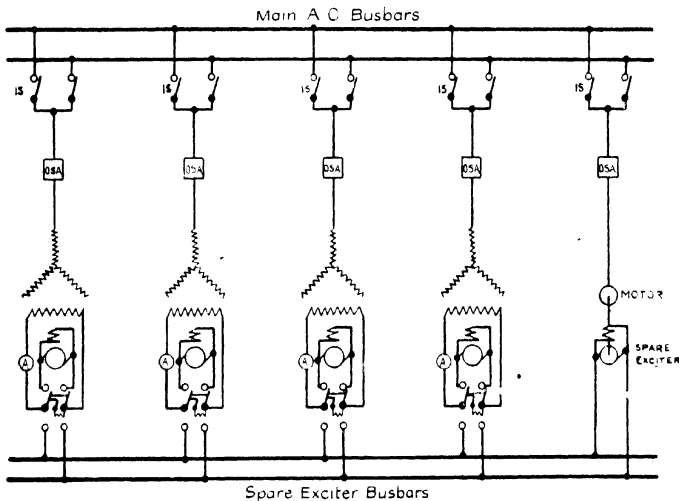 Main A C Busbars
IS
IS
IS
IS
IS
OSA
OSA
OSA
OSA
OSA
MOTOR
A
A
A
A
SPARE
EXCITER
Spare Exciter Busbars